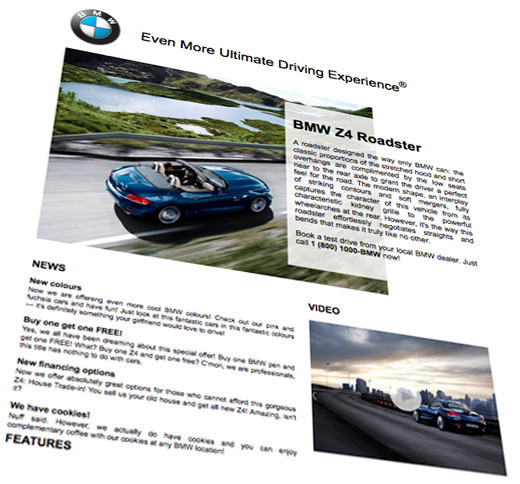 BMW
Even More Ultimate Driving Experience®
BMW Z4 Roadster
A roadster designed the way only BMW can: the
classic proportions of the stretched hood and short
overhangs are complimented by the low seats
near to the rear axle to grant the driver a perfect
feel for the road. The modern shape, an interplay
of striking contours and soft mergers, fully
captures the character of this vehicle from its
characteristic kidney grille to the powerful
wheelarches at the rear. However, it's the way this
roadster effortlessly negotiates straights and
bends that makes it truly like no other.
Book a test drive from your local BMW dealer. Just
call 1 (800) 1000-BMW now!
NEWS
New colours
Now we are offereng even more cool BMW colours! Check out our pink and
fuchsia cars and have fun! Just look at this fantastic cars in this fantastic colours
— it's definitely something your girlfriend would love to drive!
Buy one get one FREE!
Yes, we all have been dreaming about this special offer! Buy one BMW pen and
get one FREE! What? Buy one Z4 and get one free? C'mon, we are professionals,
this title has nothing to do with cars.
New financing options
Now we offer absolutely great options for those who cannot afford this gorgeous
Z4: House Trade-in! You sell us your old house and get all new Z4! Amazing, isn't
it?
We have cookies!
Nuff said. However, we actually do have cookies and you can enjoy
complementary coffee with our cookies at any BMW location!
FEATURES
VIDEO